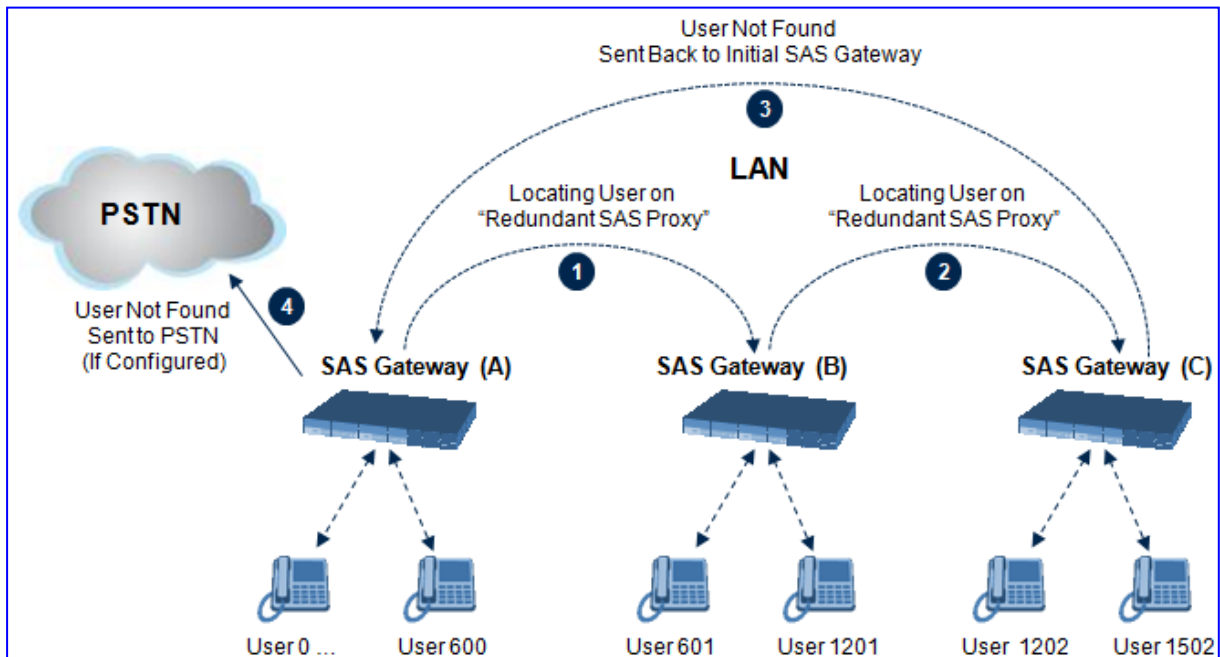 User Not Found
Sent Back to Initial SAS Gateway
3
LAN
PSTN
Locating User on
“Redundant SAS Proxy”
Locating User on
“Redundant SAS Proxy”
1
2
4
User Not Found
Sent to PSTN
(If Configured)
SAS Gateway (A)
SAS Gateway (B)
SAS Gateway (C)
User 0 ...
User 600
User 601
User 1201
User 1202
User 1502